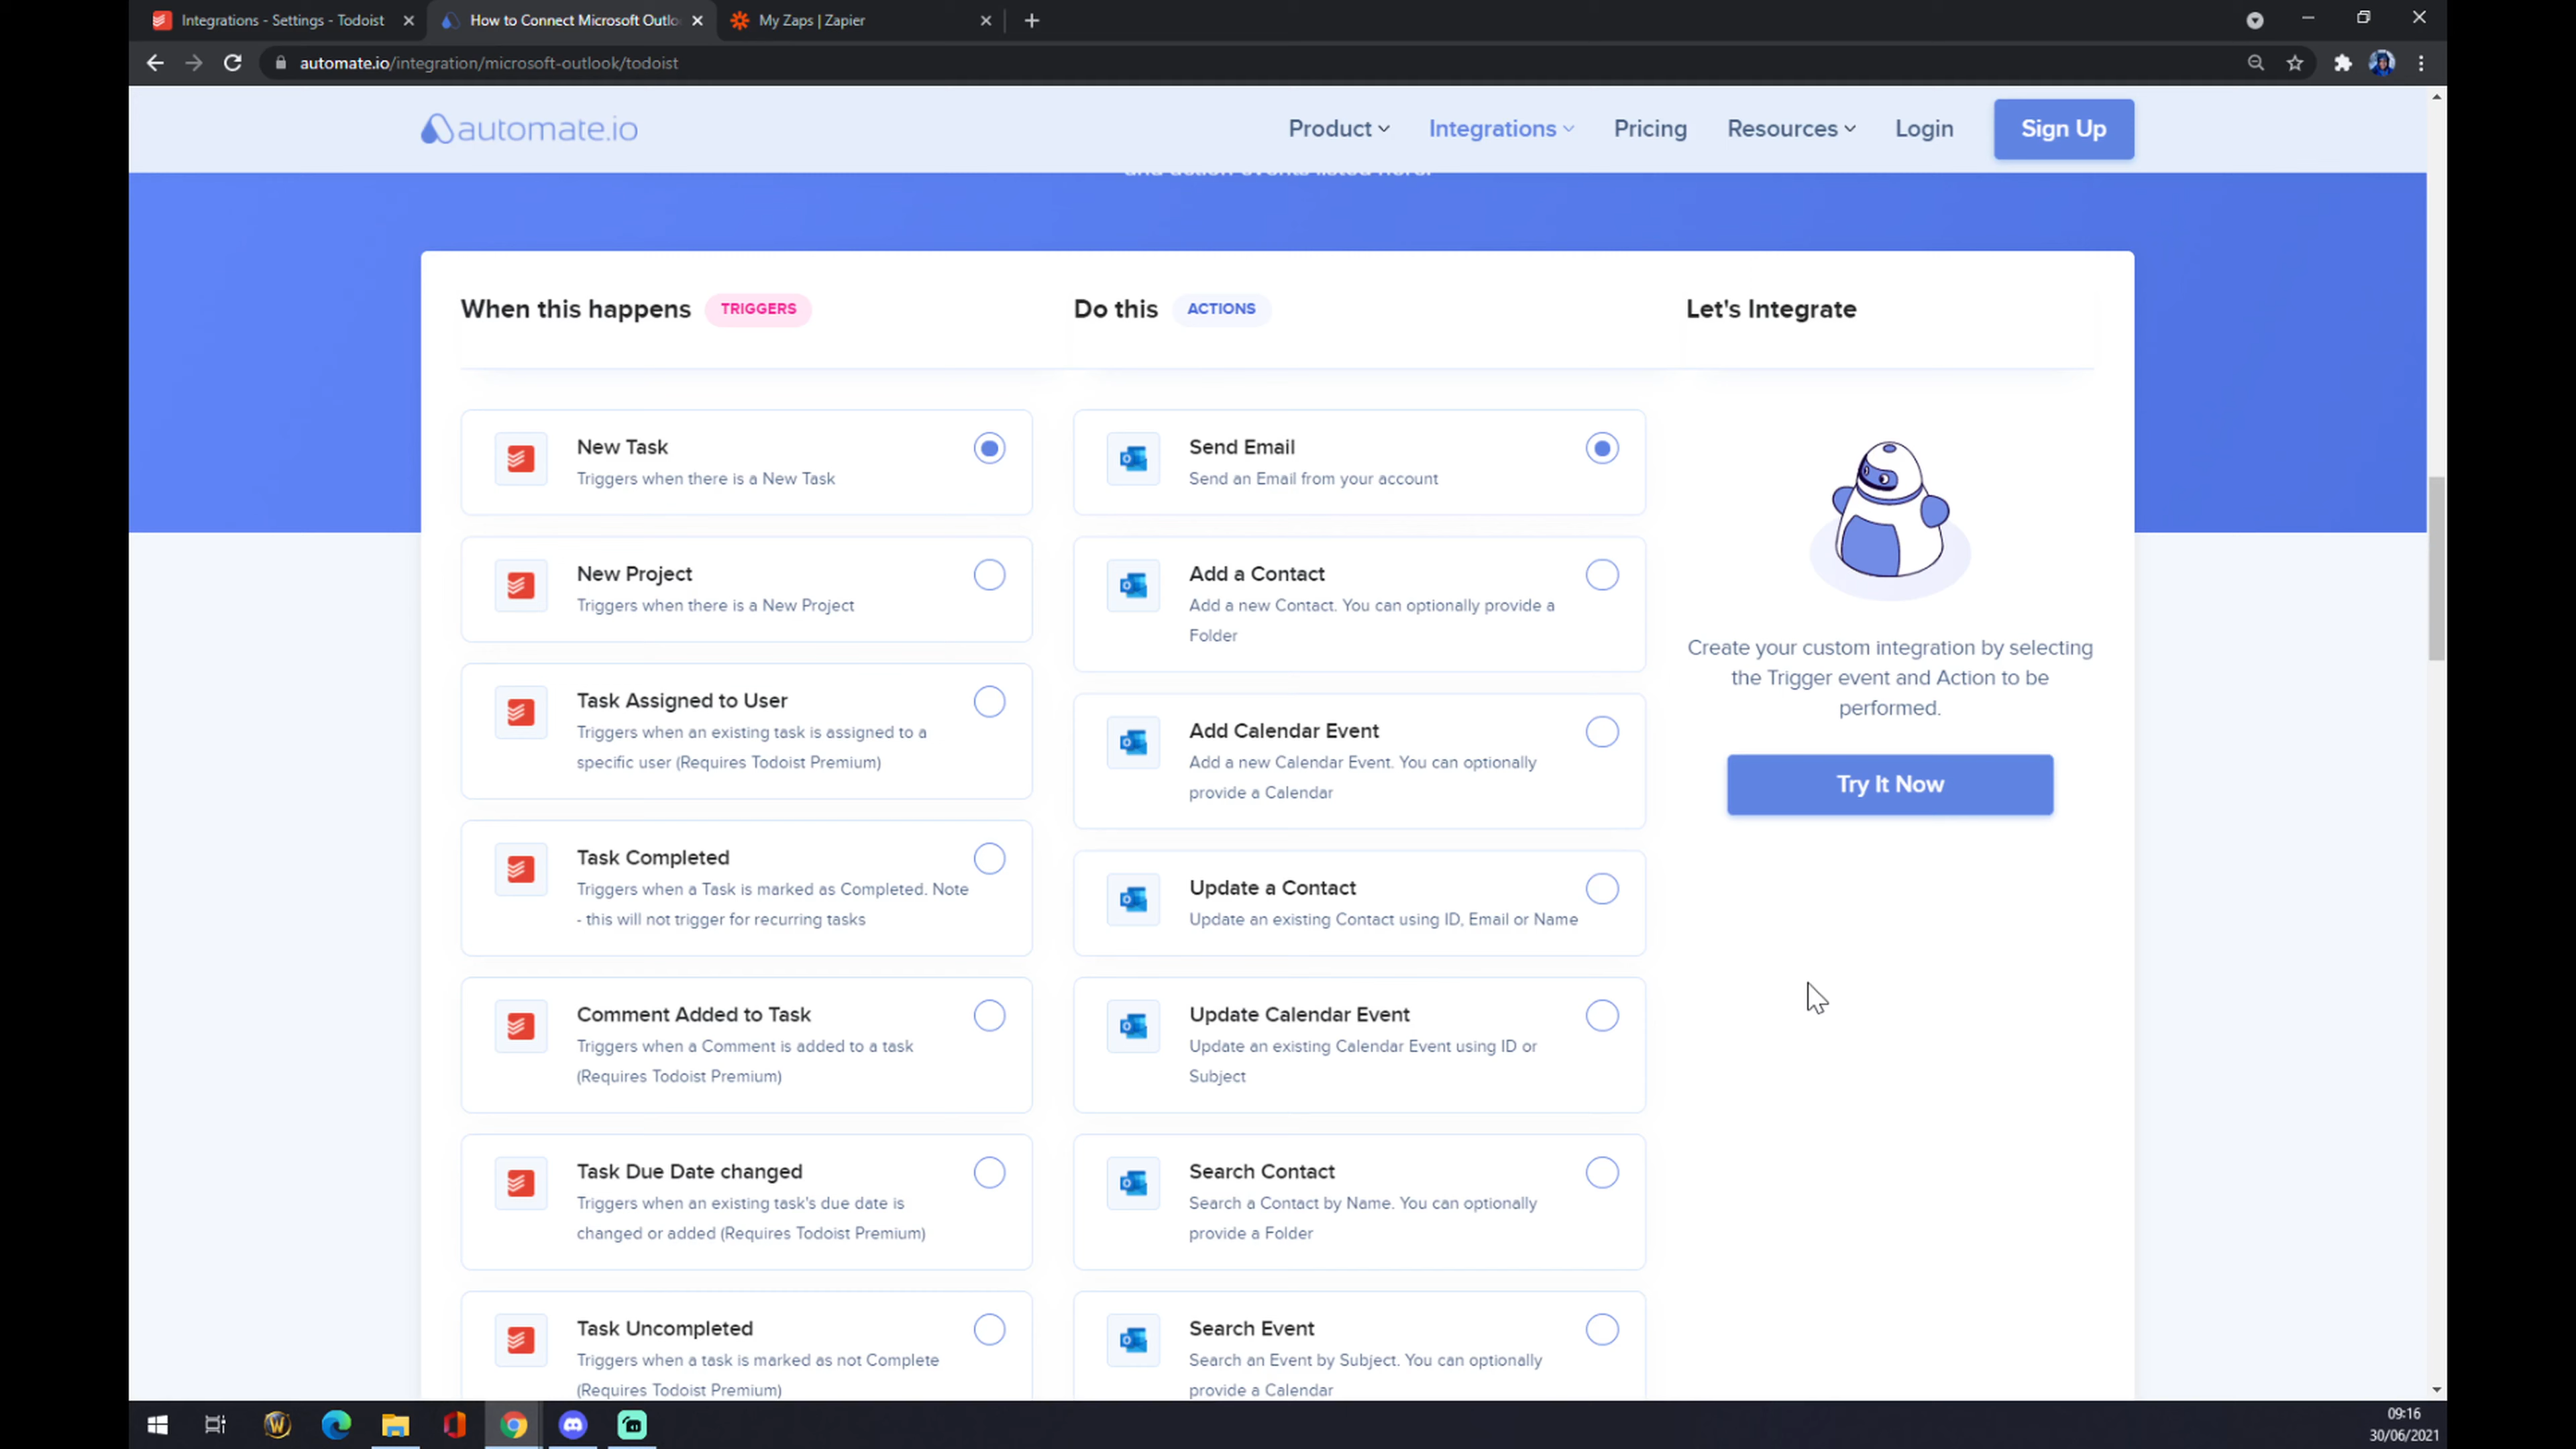 Integrations - Settings - Todoist
How to Connect Microsoft Outlo
My Zaps | Zapier
automate.io/integration/microsoft-outlook/todoist
automate.io
Product
Integrations
Pricing
Resources
Login
Sign Up
and action events listed here.
When this happens
TRIGGERS
Do this
ACTIONS
Let's Integrate
New Task
Triggers when there is a New Task
New Project
Triggers when there is a New Project
Task Assigned to User
Triggers when an existing task is assigned to a
specific user (Requires Todoist Premium)
Task Completed
Triggers when a Task is marked as Completed. Note
- this will not trigger for recurring tasks
Comment Added to Task
Triggers when a Comment is added to a task
(Requires Todoist Premium)
Task Due Date changed
Triggers when an existing task's due date is
changed or added (Requires Todoist Premium)
Task Uncompleted
Triggers when a task is marked as not Complete
(Requires Todoist Premium)
Send Email
Send an Email from your account
Add a Contact
Add a new Contact. You can optionally provide a
Folder
Add Calendar Event
Add a new Calendar Event. You can optionally
provide a Calendar
Update a Contact
Update an existing Contact using ID, Email or Name
Update Calendar Event
Update an existing Calendar Event using ID or
Subject
Search Contact
Search a Contact by Name. You can optionally
provide a Folder
Search Event
Search an Event by Subject. You can optionally
provide a Calendar
Create your custom integration by selecting
the Trigger event and Action to be
performed.
Try It Now
09:16
30/06/2021